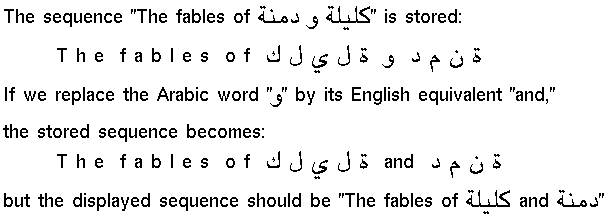 The sequence "The fables of كليلة و دمنة" is stored:
T h e f a b l e s o f ك ل ي ل ة و د م ن ة
If we replace the Arabic word "و" by its English equivalent "and,"
the stored sequence becomes:
T h e f a b l e s o f ك ل ي ل ة and د م ن ة
but the displayed sequence should be "The fables of كليلة and دمنة"